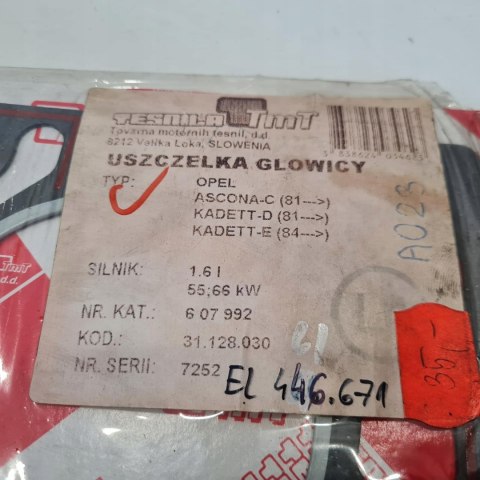 TESNILA TMT
Tovarna motornih tesnil, d.d.
8212 Velika Loka, SLOWENIA
USZCZELKA GLOWICY
TYP: OPEL
ASCONA-C (81--->)
KADETT-D (81--->)
KADETT-E (84--->)
SILNIK: 1.6 l
55;66 kW
NR. KAT.: 6 07 992
KOD.: 31.128.030
NR. SERII: 7252
EL 446.671
A028
35,-
d.d.